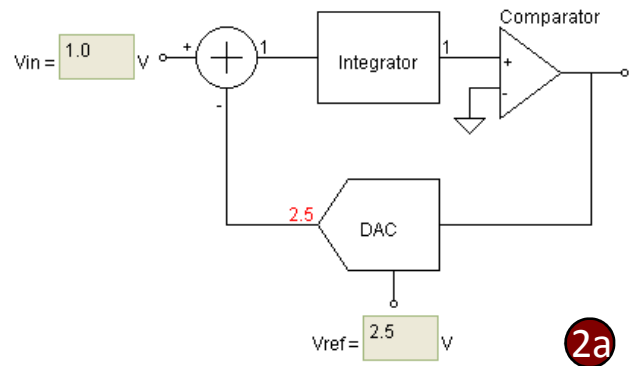 Comparator
Vin = 1.0 V
+
1
Integrator
1
+
-
-
2.5
DAC
Vref= 2.5 V
2a